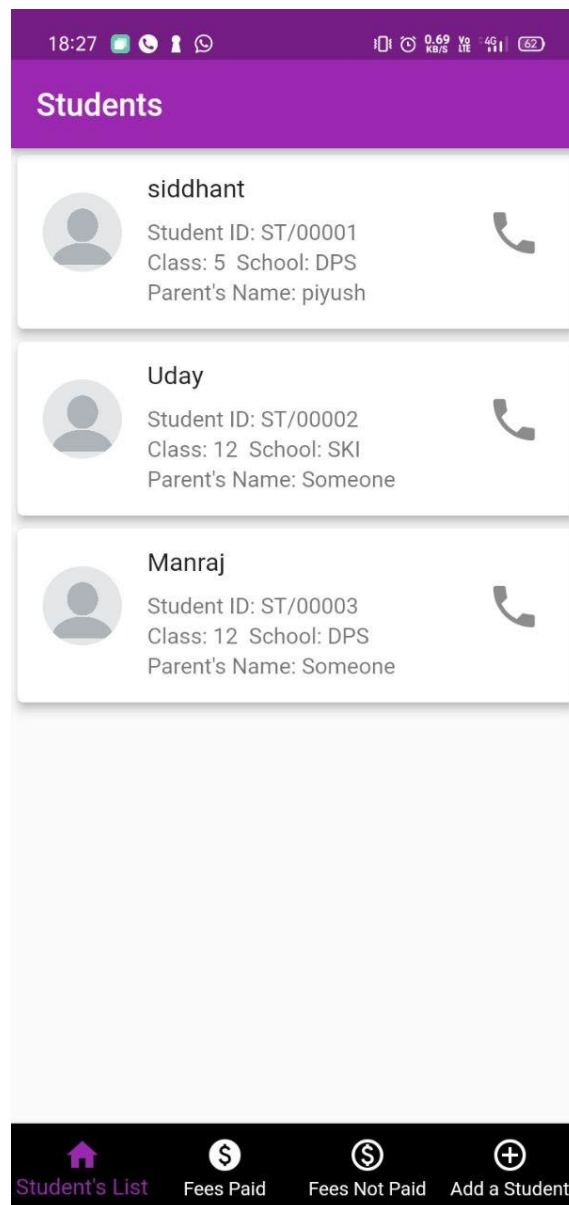 18:27 0.69 KB/S Vo LTE 4G 62
Students
siddhant
Student ID: ST/00001
Class: 5 School: DPS
Parent's Name: piyush
Uday
Student ID: ST/00002
Class: 12 School: SKI
Parent's Name: Someone
Manraj
Student ID: ST/00003
Class: 12 School: DPS
Parent's Name: Someone
Student's List Fees Paid Fees Not Paid Add a Student